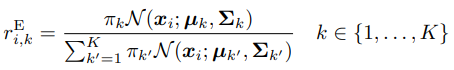 r^E_{i,k} = \frac{\pi_k \mathcal{N}(\boldsymbol{x}_i; \boldsymbol{\mu}_k, \boldsymbol{\Sigma}_k)}{\sum_{k'=1}^{K} \pi_{k'} \mathcal{N}(\boldsymbol{x}_i; \boldsymbol{\mu}_{k'}, \boldsymbol{\Sigma}_{k'})} \quad k \in \{1, \ldots, K\}